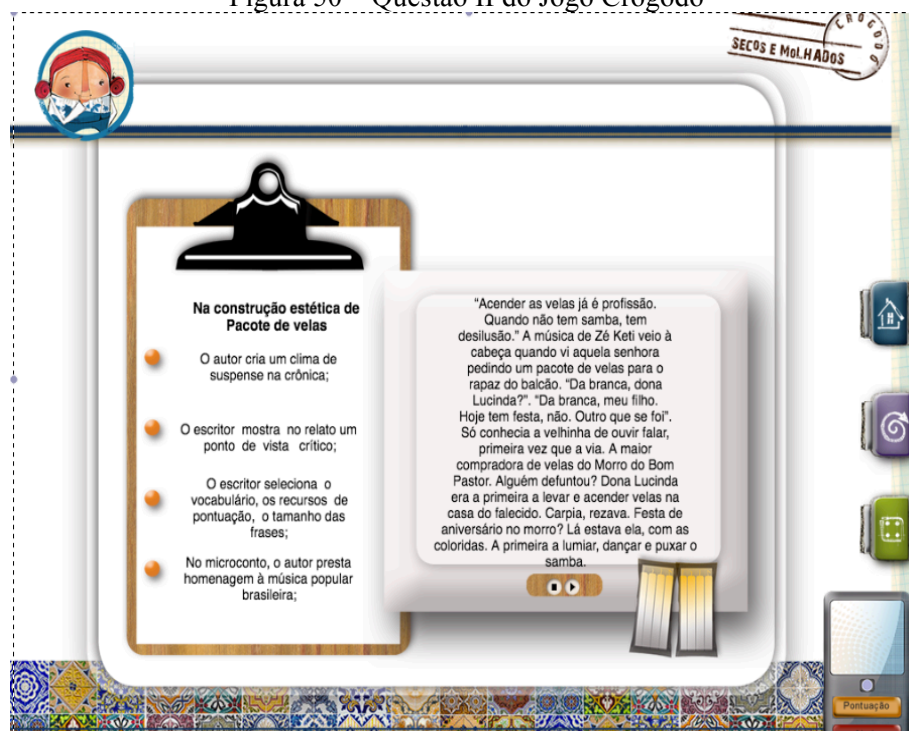 Figura 50 – Questão II do Jogo Crogodó
CROGODÓ
SECOS E MOLHADOS
Na construção estética de
Pacote de velas
O autor cria um clima de
suspense na crônica;
O escritor mostra no relato um
ponto de vista crítico;
O escritor seleciona o
vocabulário, os recursos de
pontuação, o tamanho das
frases;
No microconto, o autor presta
homenagem à música popular
brasileira;
“Acender as velas já é profissão.
Quando não tem samba, tem
desilusão.” A música de Zé Keti veio à
cabeça quando vi aquela senhora
pedindo um pacote de velas para o
rapaz do balcão. “Da branca, dona
Lucinda?”. “Da branca, meu filho.
Hoje tem festa, não. Outro que se foi”.
Só conhecia a velhinha de ouvir falar,
primeira vez que a via. A maior
compradora de velas do Morro do Bom
Pastor. Alguém defuntou? Dona Lucinda
era a primeira a levar e acender velas na
casa do falecido. Carpia, rezava. Festa de
aniversário no morro? Lá estava ela, com as
coloridas. A primeira a lumiar, dançar e puxar o
samba.
Pontuação